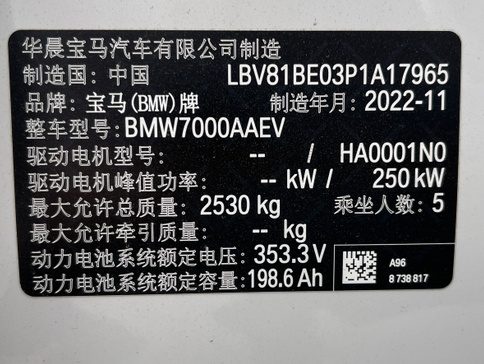 华晨宝马汽车有限公司制造
制造国: 中国 LBV81BE03P1A17965
品牌: 宝马(BMW)牌 制造年月: 2022-11
整车型号: BMW7000AAEV
驱动电机型号: -- / HA0001N0
驱动电机峰值功率: -- kW / 250 kW
最大允许总质量: 2530 kg 乘坐人数: 5
最大允许牵引质量: -- kg
动力电池系统额定电压: 353.3 V
动力电池系统额定容量: 198.6 Ah
A96
8 738 817